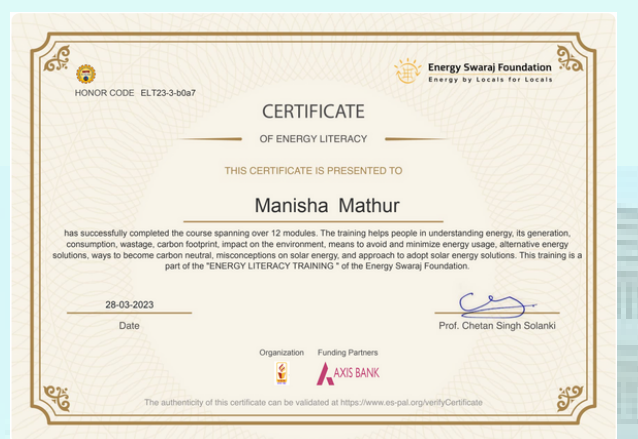 Energy Swaraj Foundation
Energy by Locals for Locals
HONOR CODE ELT23-3-b0a7
CERTIFICATE
OF ENERGY LITERACY
THIS CERTIFICATE IS PRESENTED TO
Manisha Mathur
has successfully completed the course spanning over 12 modules. The training helps people in understanding energy, its generation,
consumption, wastage, carbon footprint, impact on the environment, means to avoid and minimize energy usage, alternative energy
solutions, ways to become carbon neutral, misconceptions on solar energy, and approach to adopt solar energy solutions. This training is a
part of the "ENERGY LITERACY TRAINING " of the Energy Swaraj Foundation.
28-03-2023
Date
Prof. Chetan Singh Solanki
Organization Funding Partners
AXIS BANK
The authenticity of this certificate can be validated at https://www.es-pal.org/verifyCertificate